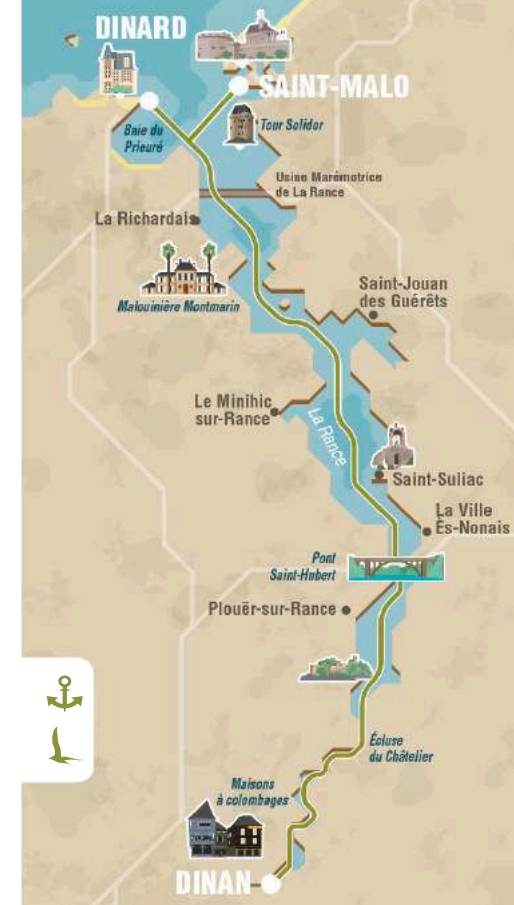 DINARD
SAINT-MALO
Baie du
Prieuré
Tour Solidor
Usine Marémotrice
de La Rance
La Richardais
Malouinière Montmarin
Saint-Jouan
des Guérêts
Le Minihic
sur-Rance
La Rance
Saint-Suliac
La Ville
Ès-Nonais
Pont
Saint-Hubert
Plouër-sur-Rance
Écluse
du Châtelier
Maisons
à colombages
DINAN